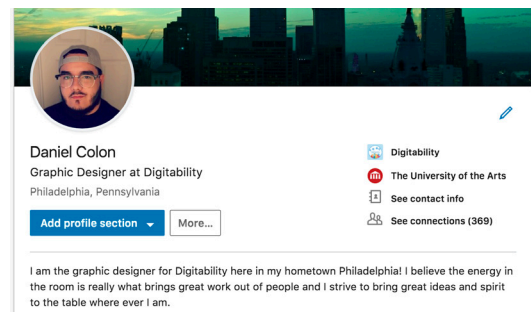 Daniel Colon
Graphic Designer at Digitability
Philadelphia, Pennsylvania
Add profile section
More...
Digitability
The University of the Arts
See contact info
See connections (369)
I am the graphic designer for Digitability here in my hometown Philadelphia! I believe the energy in
the room is really what brings great work out of people and I strive to bring great ideas and spirit
to the table where ever I am.